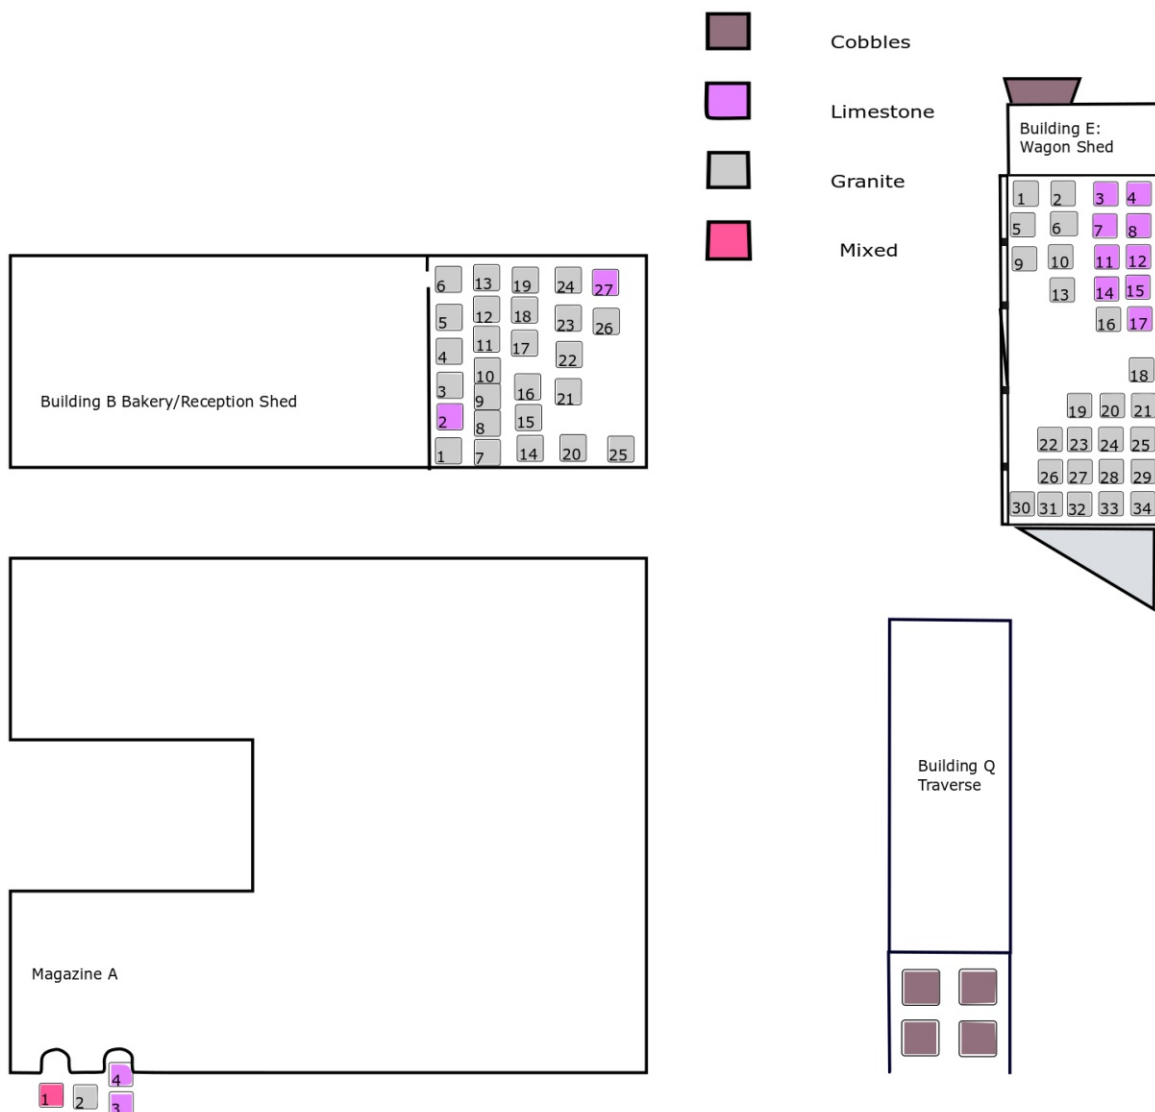 Cobbles
Limestone
Granite
Mixed
Building E:
Wagon Shed
1 2 3 4
5 6 7 8
9 10 11 12
13 14 15
16 17
18
19 20 21
22 23 24 25
26 27 28 29
30 31 32 33 34
6 13 19 24 27
5 12 18 23 26
4 11 17 22
3 10 16 21
9
2 8 15
1 7 14 20 25
Building B Bakery/Reception Shed
Building Q
Traverse
Magazine A
4
1 2 3